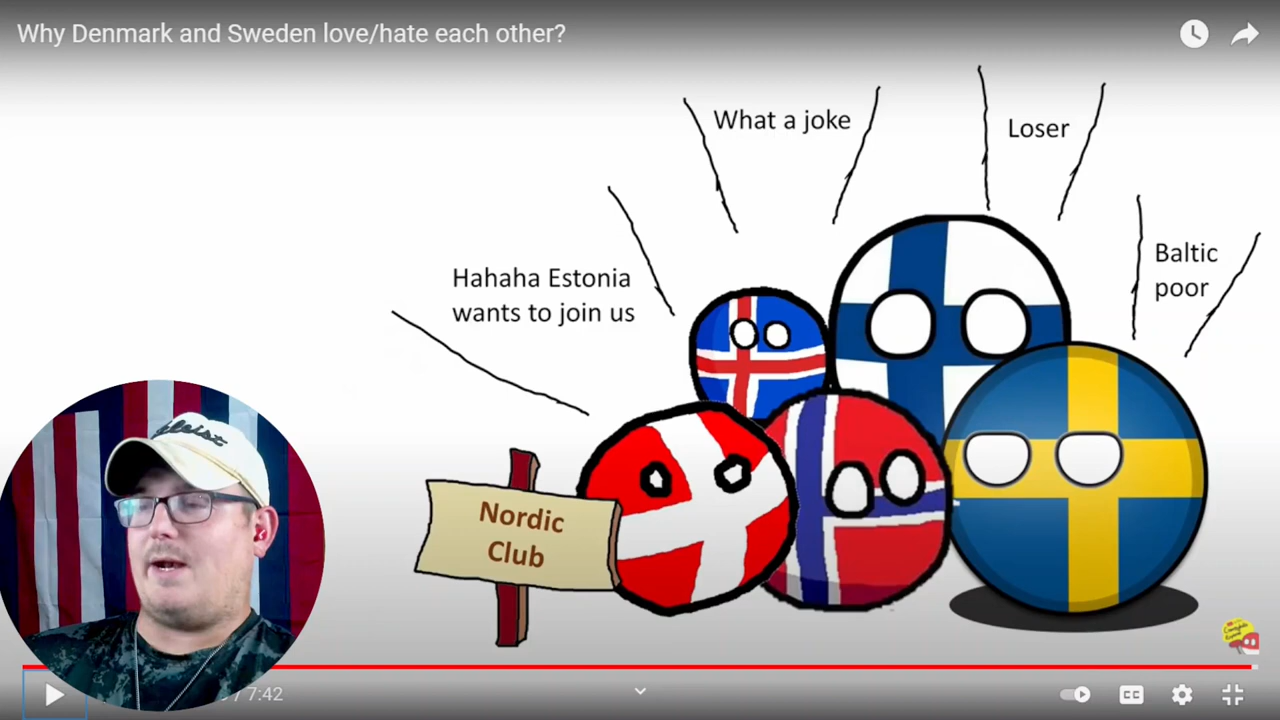 Why Denmark and Sweden love/hate each other?
What a joke
Loser
Hahaha Estonia
wants to join us
Baltic
poor
Nordic
Club
/ 7:42
CC